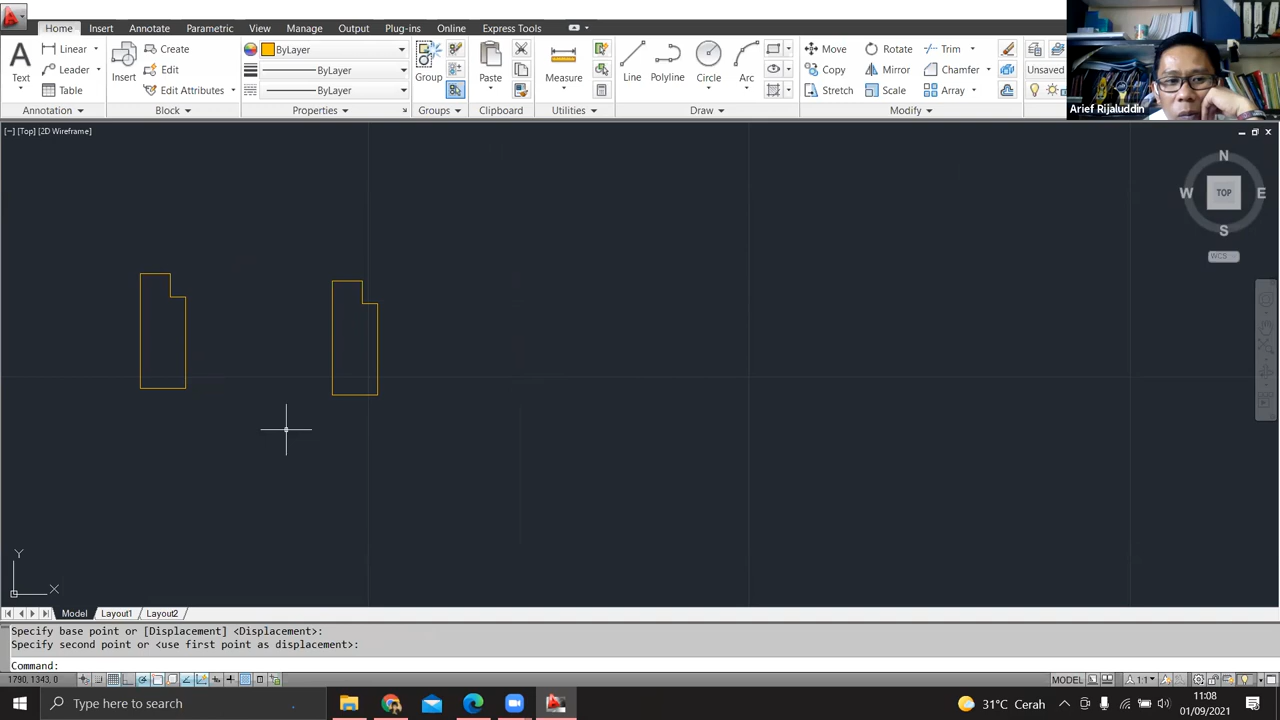 Home Insert Annotate Parametric View Manage Output Plug-ins Online Express Tools
A Linear Create ByLayer Line Polyline Circle Arc Move Rotate Trim
Text Leader Insert Edit ByLayer Group Paste Measure Copy Mirror Chamfer Unsaved
Table Edit Attributes ByLayer Stretch Scale Array
Annotation Block Properties Groups Clipboard Utilities Draw Modify
Arief Rijaluddin
[−] [Top] [2D Wireframe]
N
W TOP E
S
WCS
Y
X
Model Layout1 Layout2
Specify base point or [Displacement] <Displacement>:
Specify second point or <use first point as displacement>:
Command:
1790, 1343, 0
MODEL 1:1
Type here to search
31°C Cerah
11:08
01/09/2021